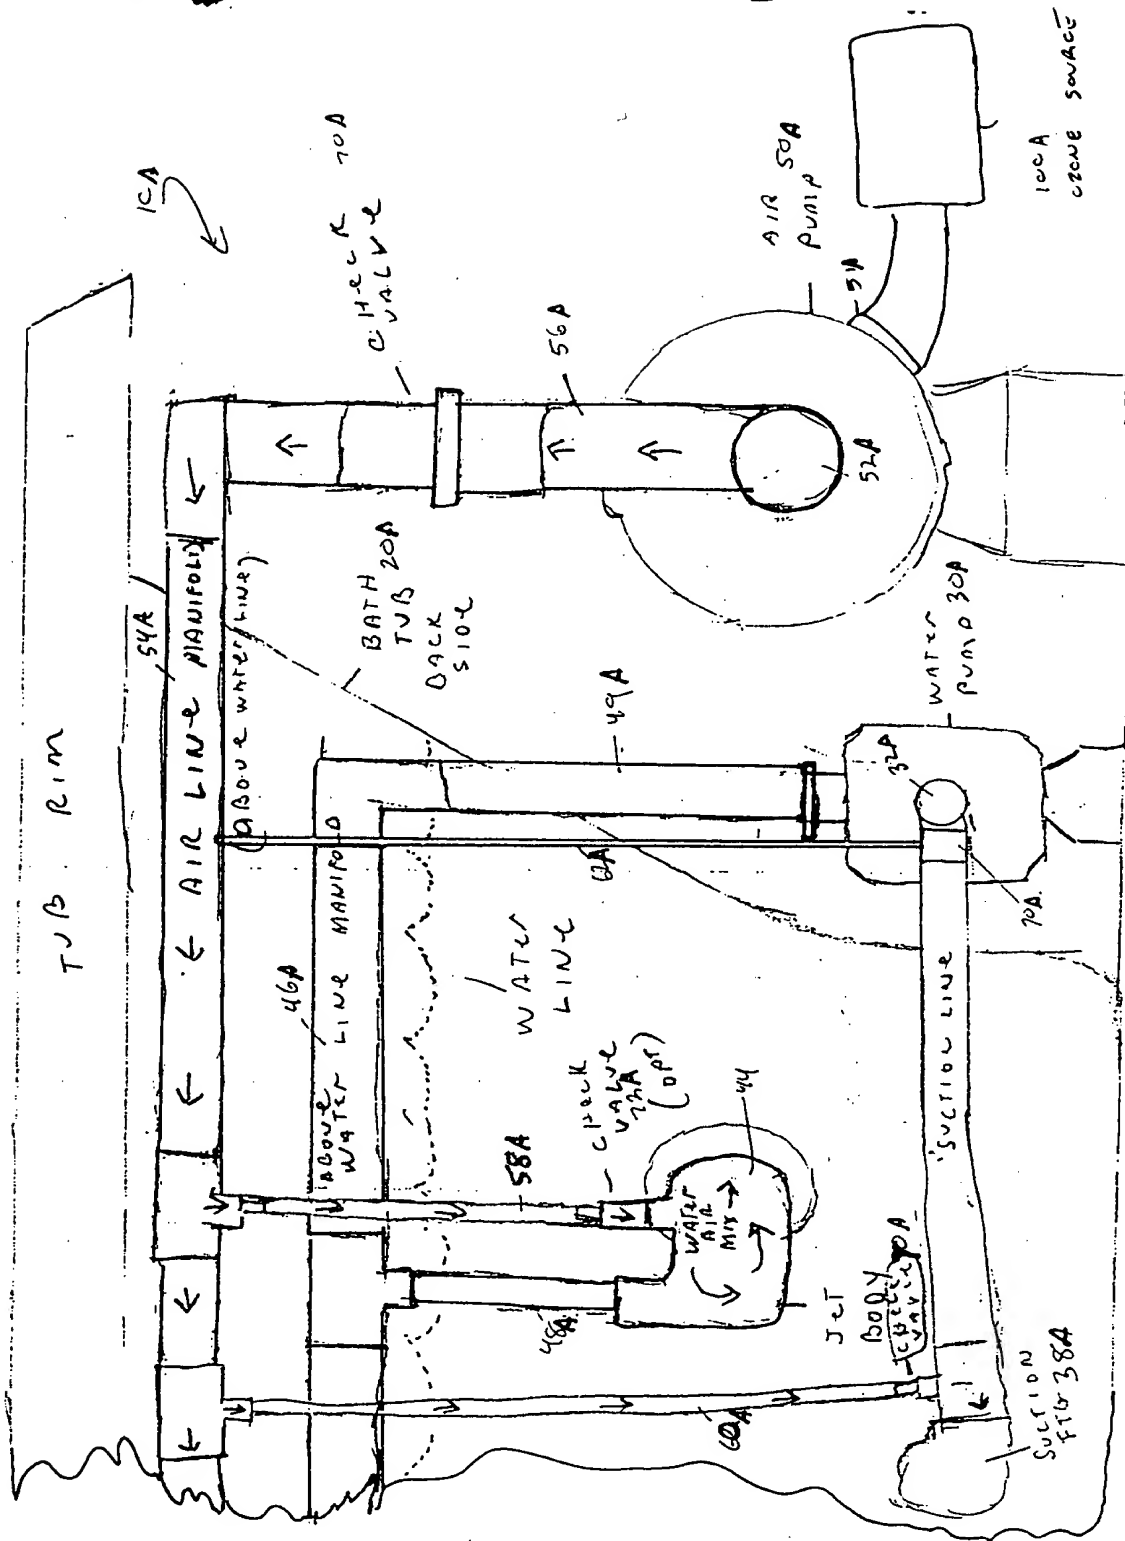 TUB RIM
10A
54A
AIR LINE MANIFOLD
(ABOVE WATER LINE)
CHECK 70A
VALVE
56A
AIR
PUMP 50A
51A
52A
100A
OZONE SOURCE
BATH
TUB 20A
BACK
SIDE
49A
WATER
PUMP 30A
32A
70A
62A
46A
ABOVE
WATER LINE MANIFOLD
WATER
LINE
CHECK
VALVE
72A
(OPT)
58A
44
WATER
AIR
MIX
48A
JET
BODY
CHECK 70A
VALVE
60A
SUCTION LINE
SUCTION
FTG 38A